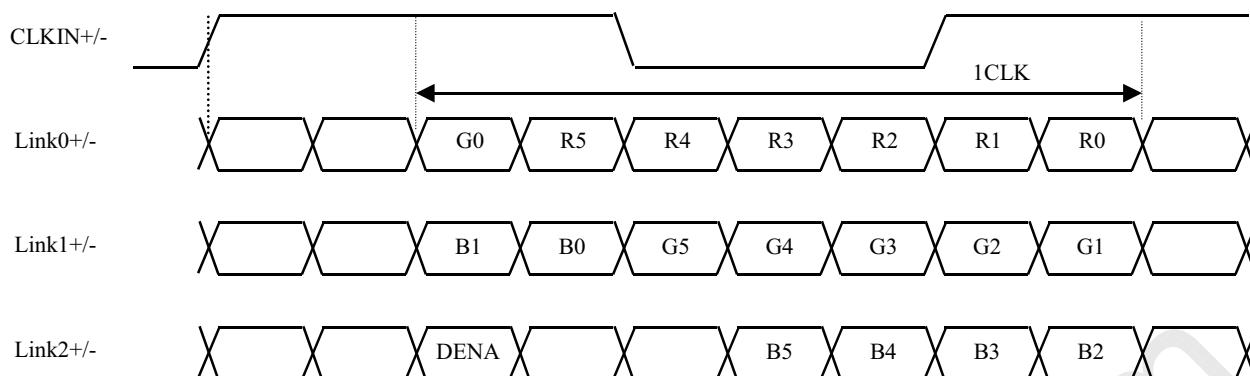 CLKIN+/-
1CLK
Link0+/- G0 R5 R4 R3 R2 R1 R0
Link1+/- B1 B0 G5 G4 G3 G2 G1
Link2+/- DENA B5 B4 B3 B2